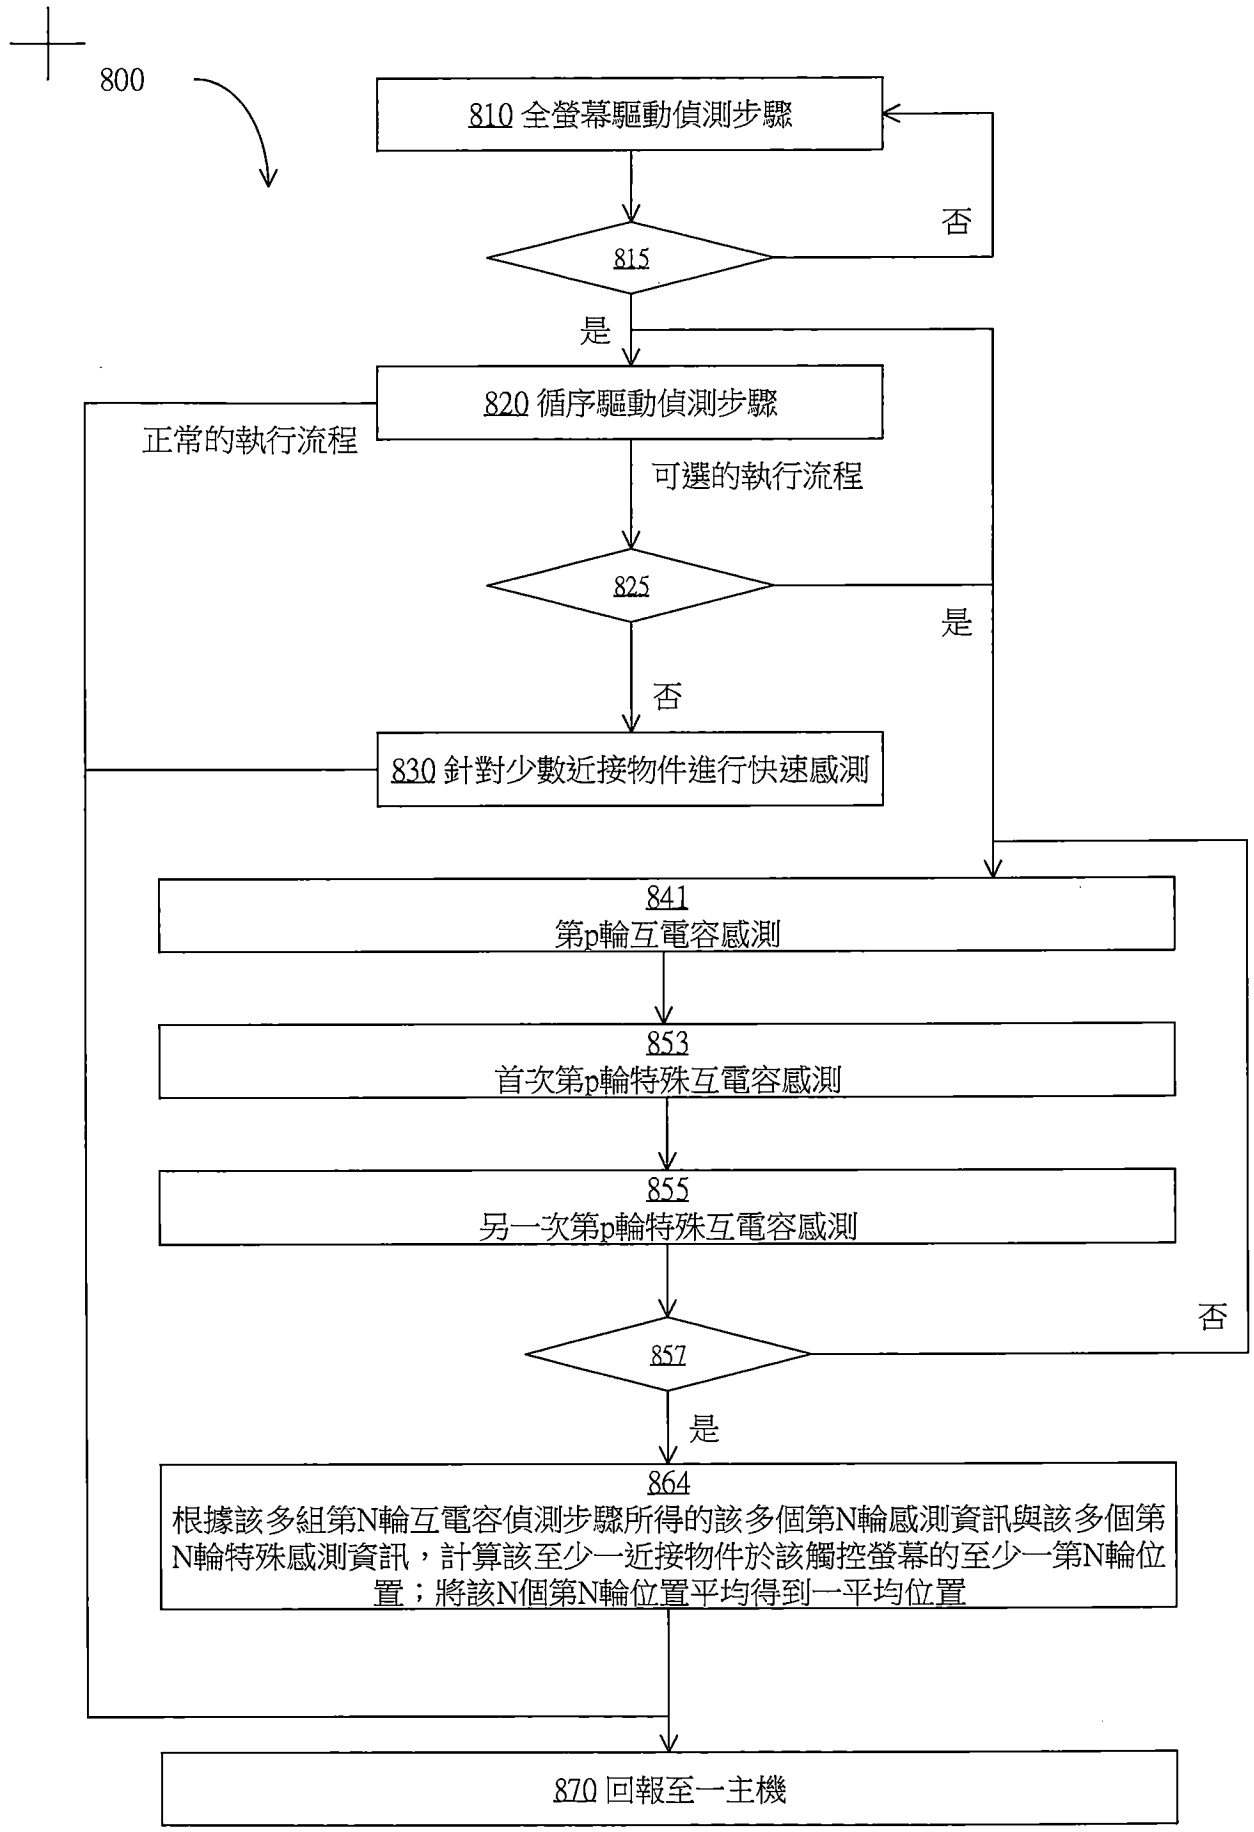 800
810 全螢幕驅動偵測步驟
否
815
是
820 循序驅動偵測步驟
正常的執行流程
可選的執行流程
825
是
否
830 針對少數近接物件進行快速感測
841
第p輪互電容感測
853
首次第p輪特殊互電容感測
855
另一次第p輪特殊互電容感測
否
857
是
864
根據該多組第N輪互電容偵測步驟所得的該多個第N輪感測資訊與該多個第
N輪特殊感測資訊，計算該至少一近接物件於該觸控螢幕的至少一第N輪位
置；將該N個第N輪位置平均得到一平均位置
870 回報至一主機